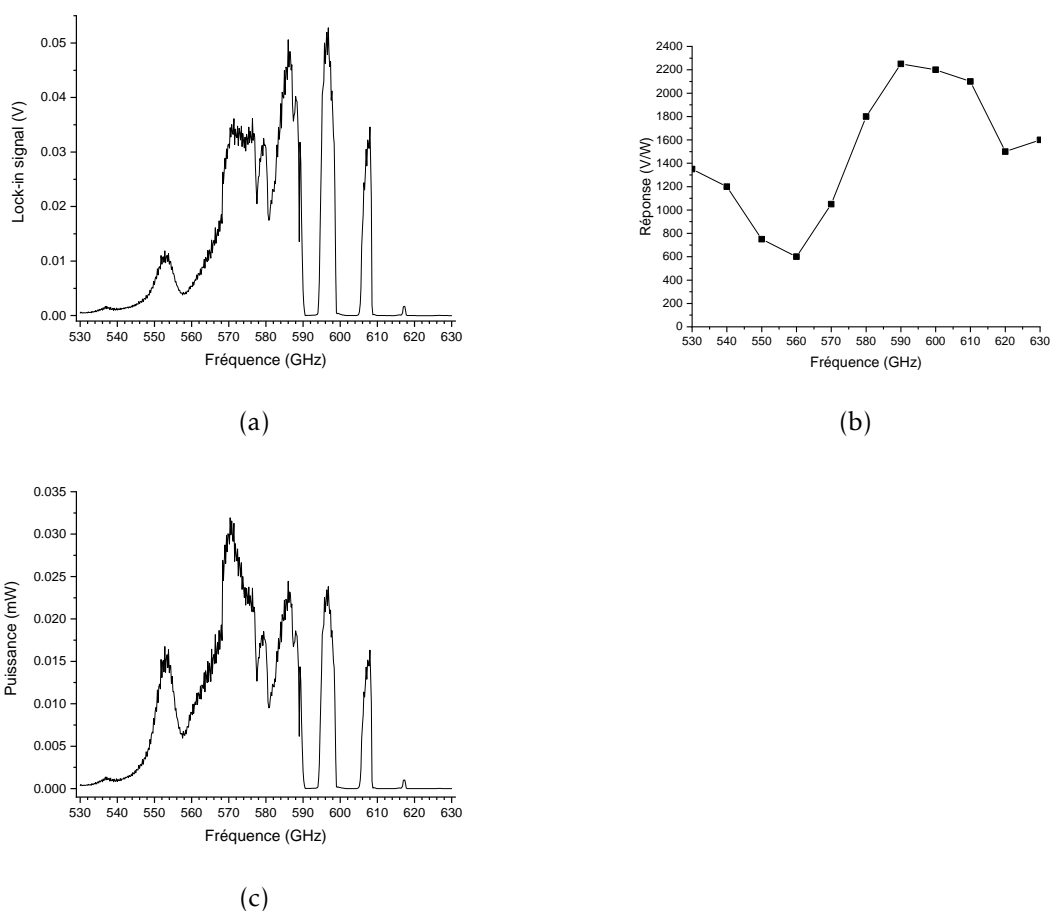 0.05
0.04
0.03
0.02
0.01
0.00
Lock-in signal (V)
530 540 550 560 570 580 590 600 610 620 630
Fréquence (GHz)
(a)
2400
2200
2000
1800
1600
1400
1200
1000
800
600
400
200
0
Réponse (V/W)
530 540 550 560 570 580 590 600 610 620 630
Fréquence (GHz)
(b)
0.035
0.030
0.025
0.020
0.015
0.010
0.005
0.000
Puissance (mW)
530 540 550 560 570 580 590 600 610 620 630
Fréquence (GHz)
(c)